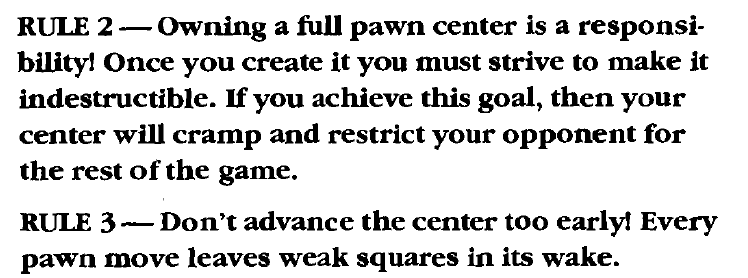 RULE 2 — Owning a full pawn center is a responsi-
bility! Once you create it you must strive to make it
indestructible. If you achieve this goal, then your
center will cramp and restrict your opponent for
the rest of the game.
RULE 3 — Don't advance the center too early! Every
pawn move leaves weak squares in its wake.